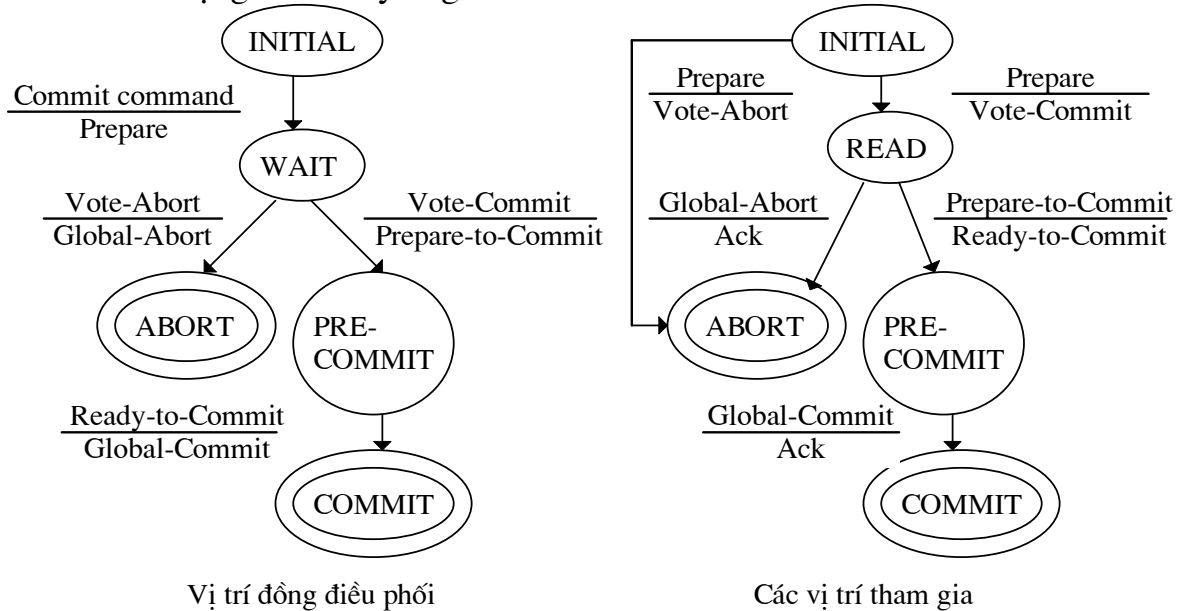 INITIAL
Commit command
Prepare
WAIT
Vote-Abort
Global-Abort
Vote-Commit
Prepare-to-Commit
ABORT
PRE-
COMMIT
Ready-to-Commit
Global-Commit
COMMIT
Vị trí đồng điều phối
INITIAL
Prepare
Vote-Abort
Prepare
Vote-Commit
READ
Global-Abort
Ack
Prepare-to-Commit
Ready-to-Commit
ABORT
PRE-
COMMIT
Global-Commit
Ack
COMMIT
Các vị trí tham gia